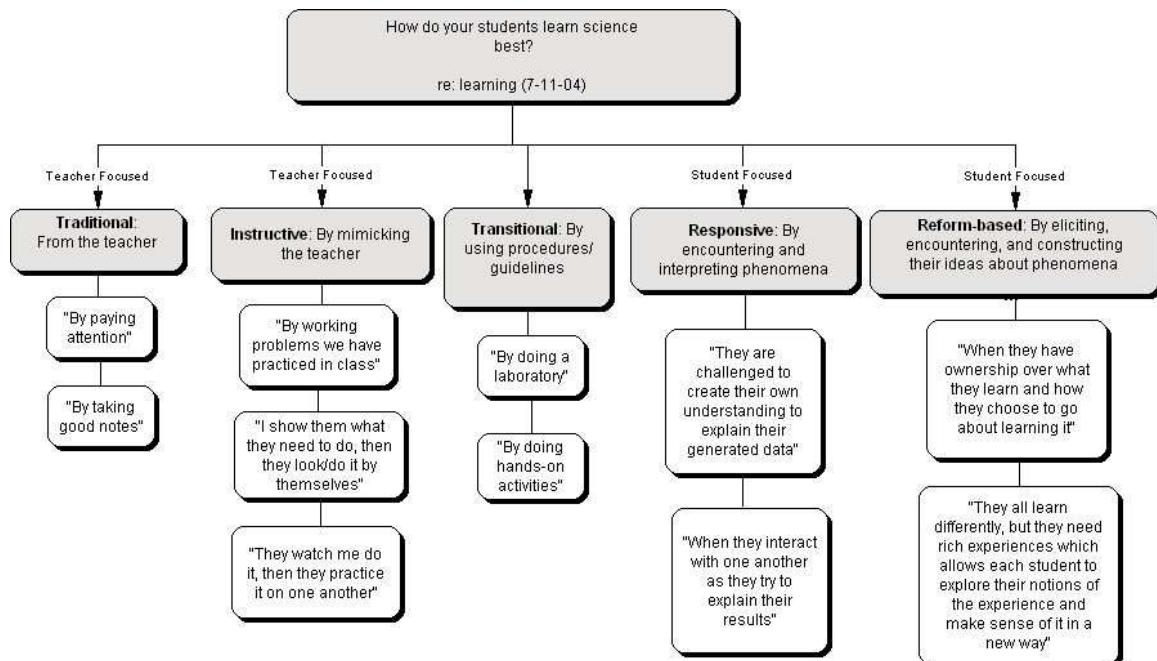 How do your students learn science
best?
re: learning (7-11-04)
Teacher Focused
Teacher Focused
Student Focused
Student Focused
Traditional:
From the teacher
"By paying
attention"
"By taking
good notes"
Instructive: By mimicking
the teacher
"By working
problems we have
practiced in class"
"I show them what
they need to do, then
they look/do it by
themselves"
"They watch me do
it, then they practice
it on one another"
Transitional: By
using procedures/
guidelines
"By doing a
laboratory"
"By doing
hands-on
activities"
Responsive: By
encountering and
interpreting phenomena
"They are
challenged to
create their own
understanding to
explain their
generated data"
"When they interact
with one another
as they try to
explain their
results"
Reform-based: By eliciting,
encountering, and constructing
their ideas about phenomena
"When they have
ownership over what
they learn and how
they choose to go
about learning it"
"They all learn
differently, but they need
rich experiences which
allows each student to
explore their notions of
the experience and
make sense of it in a
new way"